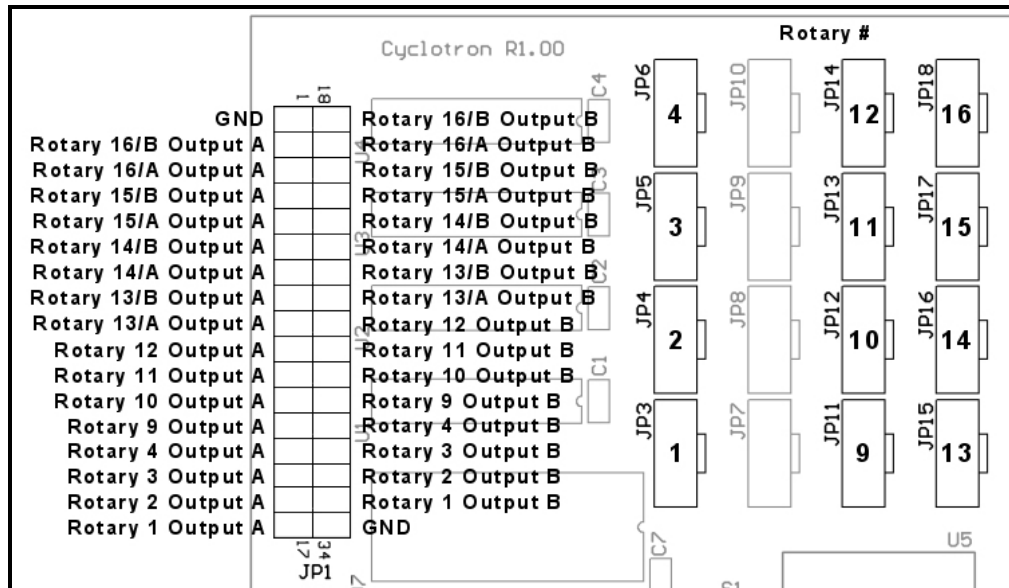 Rotary #
Cyclotron R1.00
JP6
JP10
JP14
JP18
C4
1
18
4
12
16
GND
Rotary 16/B Output B
Rotary 16/B Output A
Rotary 16/A Output B
U4
Rotary 16/A Output A
Rotary 15/B Output B
C3
JP5
JP9
JP13
JP17
Rotary 15/B Output A
Rotary 15/A Output B
Rotary 15/A Output A
Rotary 14/B Output B
3
11
15
Rotary 14/B Output A
Rotary 14/A Output B
U3
Rotary 14/A Output A
Rotary 13/B Output B
C2
Rotary 13/B Output A
Rotary 13/A Output B
JP4
JP8
JP12
JP16
Rotary 13/A Output A
Rotary 12 Output B
U2
2
10
14
Rotary 12 Output A
Rotary 11 Output B
Rotary 11 Output A
Rotary 10 Output B
C1
Rotary 10 Output A
Rotary 9 Output B
JP3
JP7
JP11
JP15
Rotary 9 Output A
Rotary 4 Output B
U1
Rotary 4 Output A
Rotary 3 Output B
1
9
13
Rotary 3 Output A
Rotary 2 Output B
Rotary 2 Output A
Rotary 1 Output B
Rotary 1 Output A
GND
17
34
JP1
C7
U5